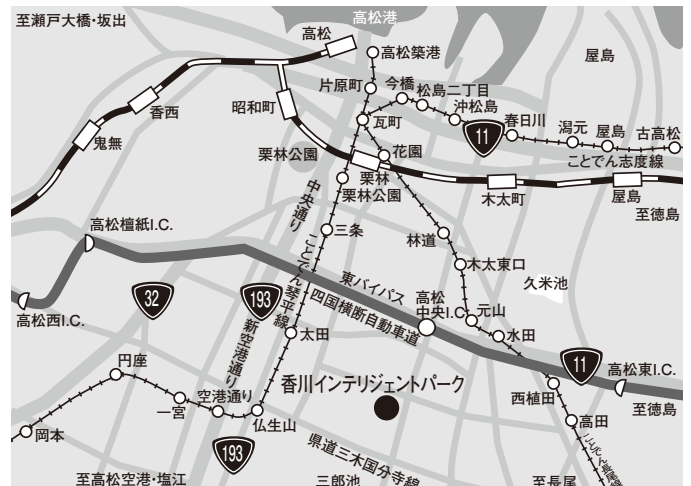 至瀬戸大橋・坂出
高松港
高松
高松築港
屋島
片原町
今橋
松島二丁目
沖松島
昭和町
香西
瓦町
11
春日川
潟元
屋島
古高松
鬼無
花園
栗林公園
ことでん志度線
栗林
栗林公園
木太町
屋島
至徳島
中央通り
高松檀紙I.C.
三条
林道
ことでん琴平線
木太東口
東バイパス
久米池
32
193
高松
中央I.C.
四国横断自動車道
元山
高松西I.C.
新空港通り
太田
水田
円座
11
高松東I.C.
香川インテリジェントパーク
西植田
一宮
空港通り
仏生山
至徳島
高田
岡本
193
県道三木国分寺線
ことでん長尾線
至高松空港・塩江
三郎池
至長尾